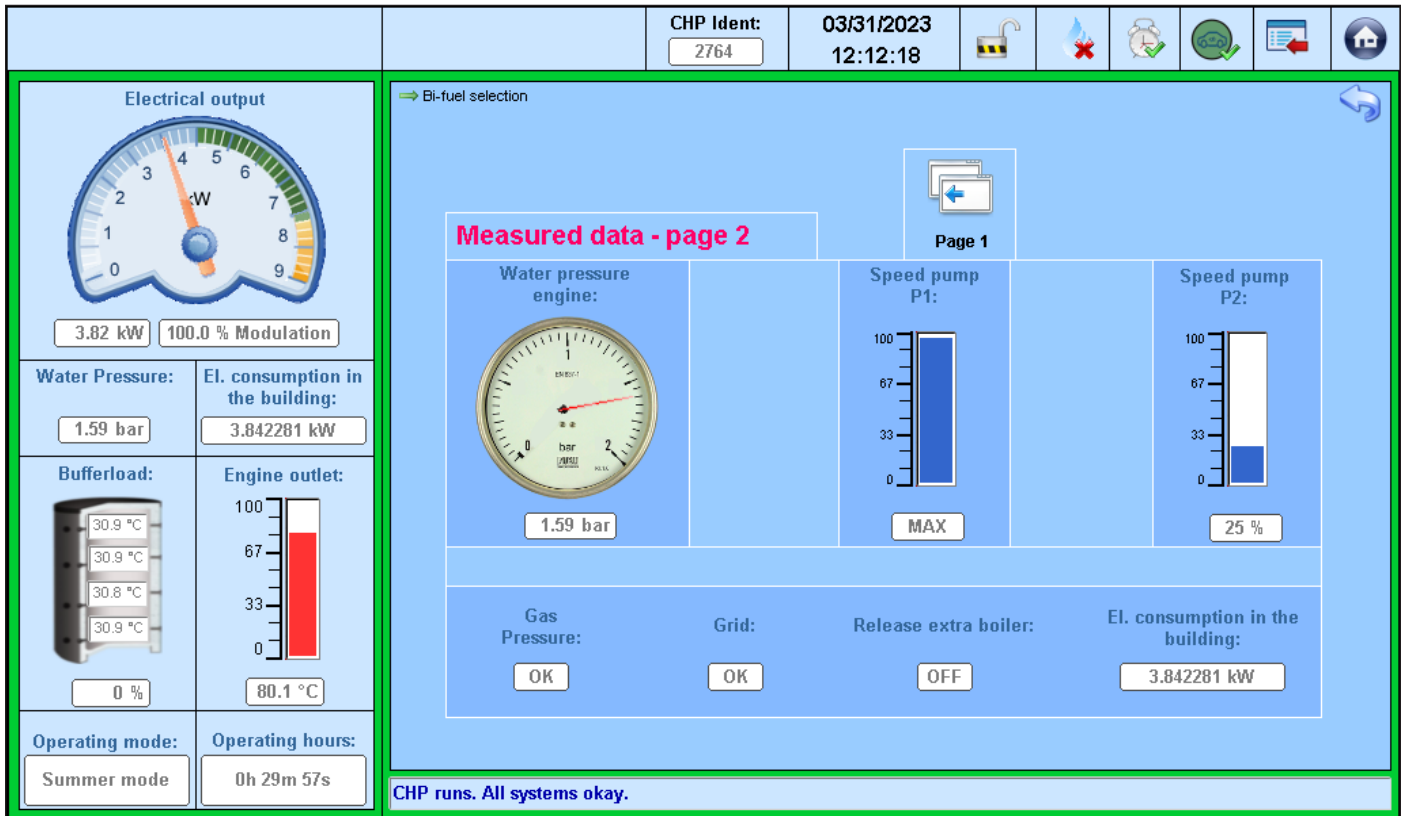 CHP Ident:
2764
03/31/2023
12:12:18
Electrical output
0
1
2
3
4
5
6
7
8
9
kW
3.82 kW
100.0 % Modulation
Water Pressure:
1.59 bar
El. consumption in
the building:
3.842281 kW
Bufferload:
30.9 °C
30.9 °C
30.8 °C
30.9 °C
0 %
Engine outlet:
100
67
33
0
80.1 °C
Operating mode:
Summer mode
Operating hours:
0h 29m 57s
Bi-fuel selection
Page 1
Measured data - page 2
Water pressure
engine:
0
1
2
bar
1.59 bar
Speed pump
P1:
100
67
33
0
MAX
Speed pump
P2:
100
67
33
0
25 %
Gas
Pressure:
OK
Grid:
OK
Release extra boiler:
OFF
El. consumption in the
building:
3.842281 kW
CHP runs. All systems okay.